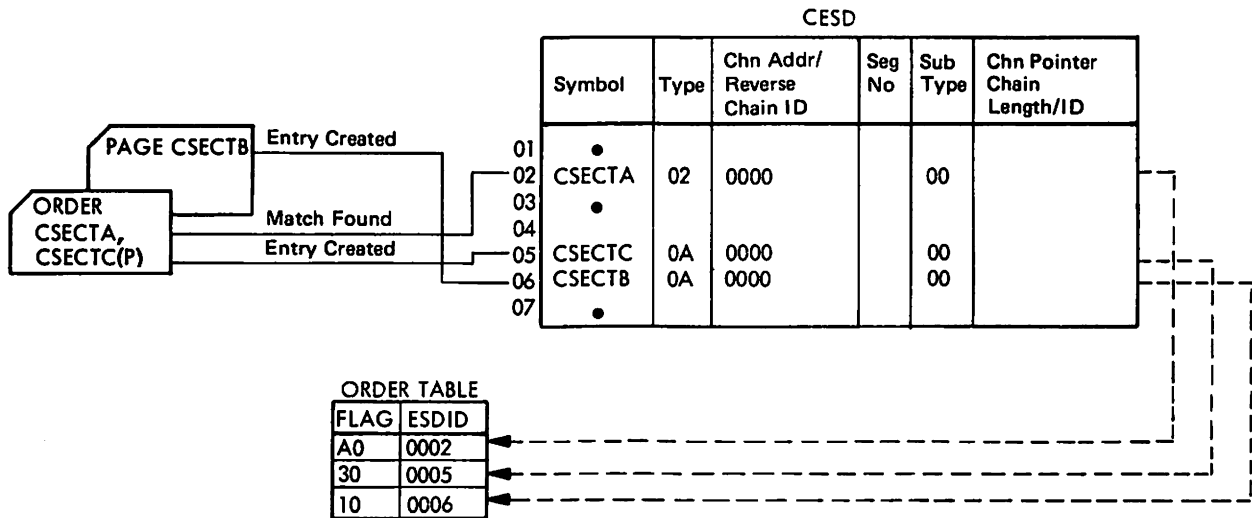 CESD
Symbol Type Chn Addr/ Reverse Chain ID Seg No Sub Type Chn Pointer Chain Length/ID
PAGE CSECTB
Entry Created
ORDER
CSECTA,
CSECTC(P)
Match Found
Entry Created
01 •
02 CSECTA 02 0000 00
03 •
04
05 CSECTC 0A 0000 00
06 CSECTB 0A 0000 00
07 •
ORDER TABLE
FLAG ESDID
A0 0002
30 0005
10 0006